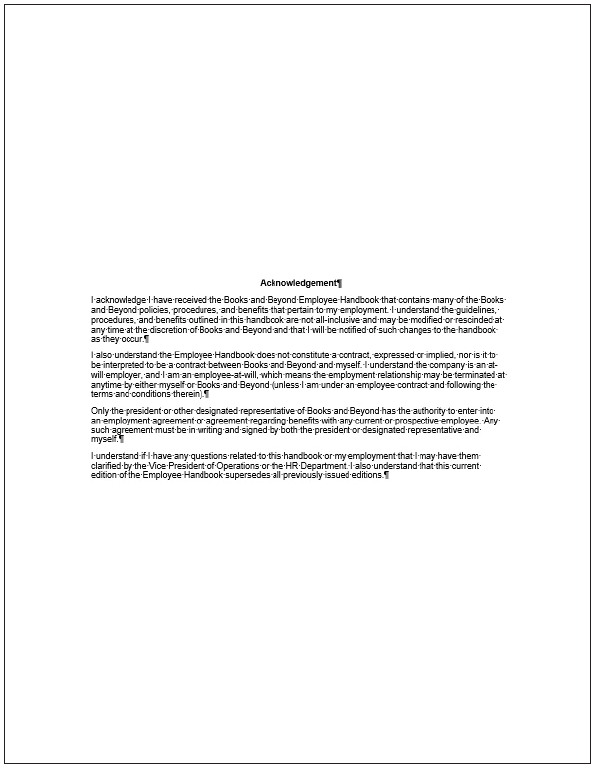 Acknowledgement¶
I·acknowledge·I·have·received·the·Books·and·Beyond·Employee·Handbook·that·contains·many·of·the·Books·
and·Beyond·policies,·procedures,·and·benefits·that·pertain·to·my·employment.·I·understand·the·guidelines,·
procedures,·and·benefits·outlined·in·this·handbook·are·not·all-inclusive·and·may·be·modified·or·rescinded·at·
any·time·at·the·discretion·of·Books·and·Beyond·and·that·I·will·be·notified·of·such·changes·to·the·handbook·
as·they·occur.¶
I·also·understand·the·Employee·Handbook·does·not·constitute·a·contract,·expressed·or·implied,·nor·is·it·to·
be·interpreted·to·be·a·contract·between·Books·and·Beyond·and·myself.·I·understand·the·company·is·an·at-
will·employer,·and·I·am·an·employee·at-will,·which·means·the·employment·relationship·may·be·terminated·at·
anytime·by·either·myself·or·Books·and·Beyond·(unless·I·am·under·an·employee·contract·and·following·the·
terms·and·conditions·therein).¶
Only·the·president·or·other·designated·representative·of·Books·and·Beyond·has·the·authority·to·enter·into·
an·employment·agreement·or·agreement·regarding·benefits·with·any·current·or·prospective·employee.·Any·
such·agreement·must·be·in·writing·and·signed·by·both·the·president·or·designated·representative·and·
myself.¶
I·understand·if·I·have·any·questions·related·to·this·handbook·or·my·employment·that·I·may·have·them·
clarified·by·the·Vice·President·of·Operations·or·the·HR·Department.·I·also·understand·that·this·current·
edition·of·the·Employee·Handbook·supersedes·all·previously·issued·editions.¶